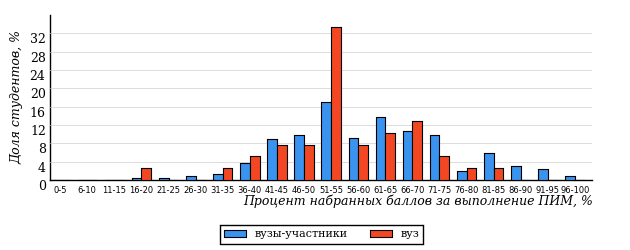 Доля студентов, %
32
28
24
20
16
12
8
4
0
0-5 6-10 11-15 16-20 21-25 26-30 31-35 36-40 41-45 46-50 51-55 56-60 61-65 66-70 71-75 76-80 81-85 86-90 91-95 96-100
Процент набранных баллов за выполнение ПИМ, %
вузы-участники вуз